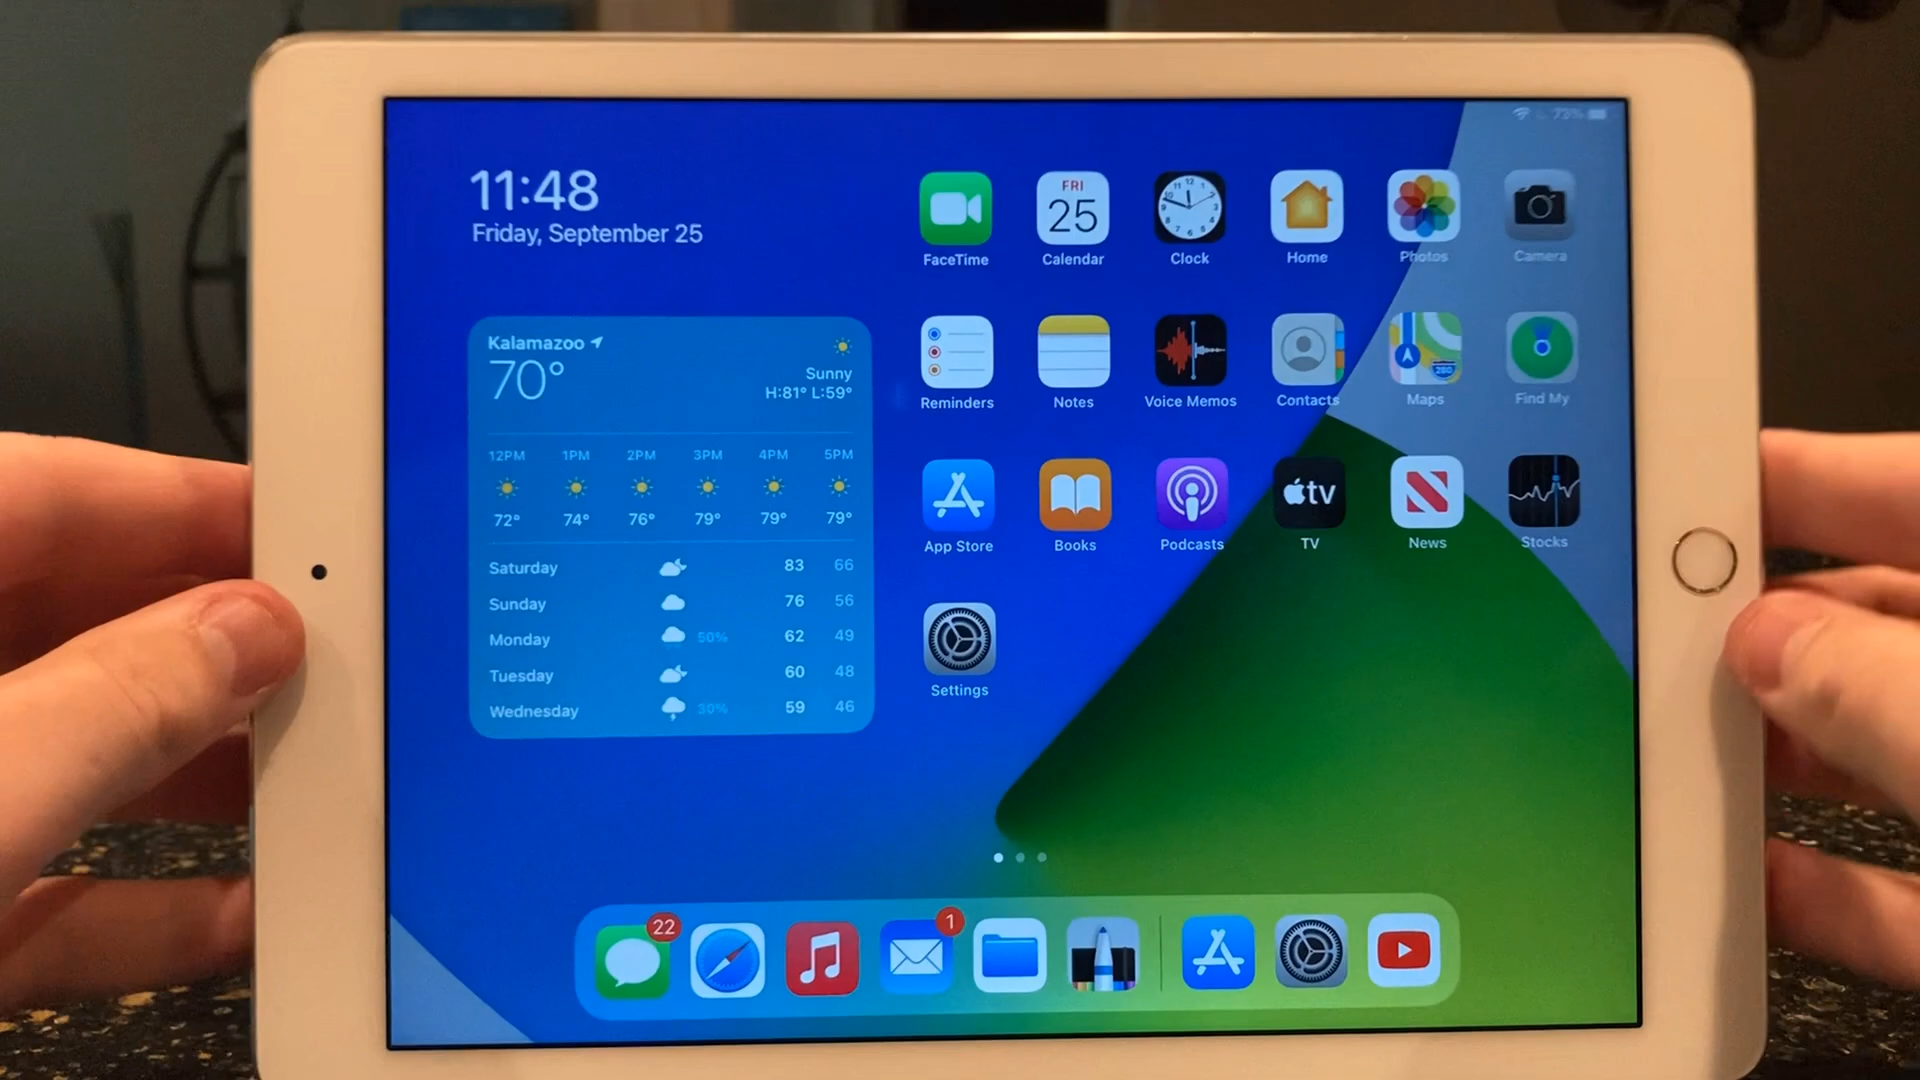 73%
11:48
Friday, September 25
Kalamazoo
70°
Sunny
H:81° L:59°
12PM 1PM 2PM 3PM 4PM 5PM
72° 74° 76° 79° 79° 79°
Saturday 83 66
Sunday 76 56
Monday 50% 62 49
Tuesday 60 48
Wednesday 30% 59 46
FRI
25
FaceTime Calendar Clock Home Photos Camera
280
Reminders Notes Voice Memos Contacts Maps Find My
tv
App Store Books Podcasts TV News Stocks
Settings
22 1